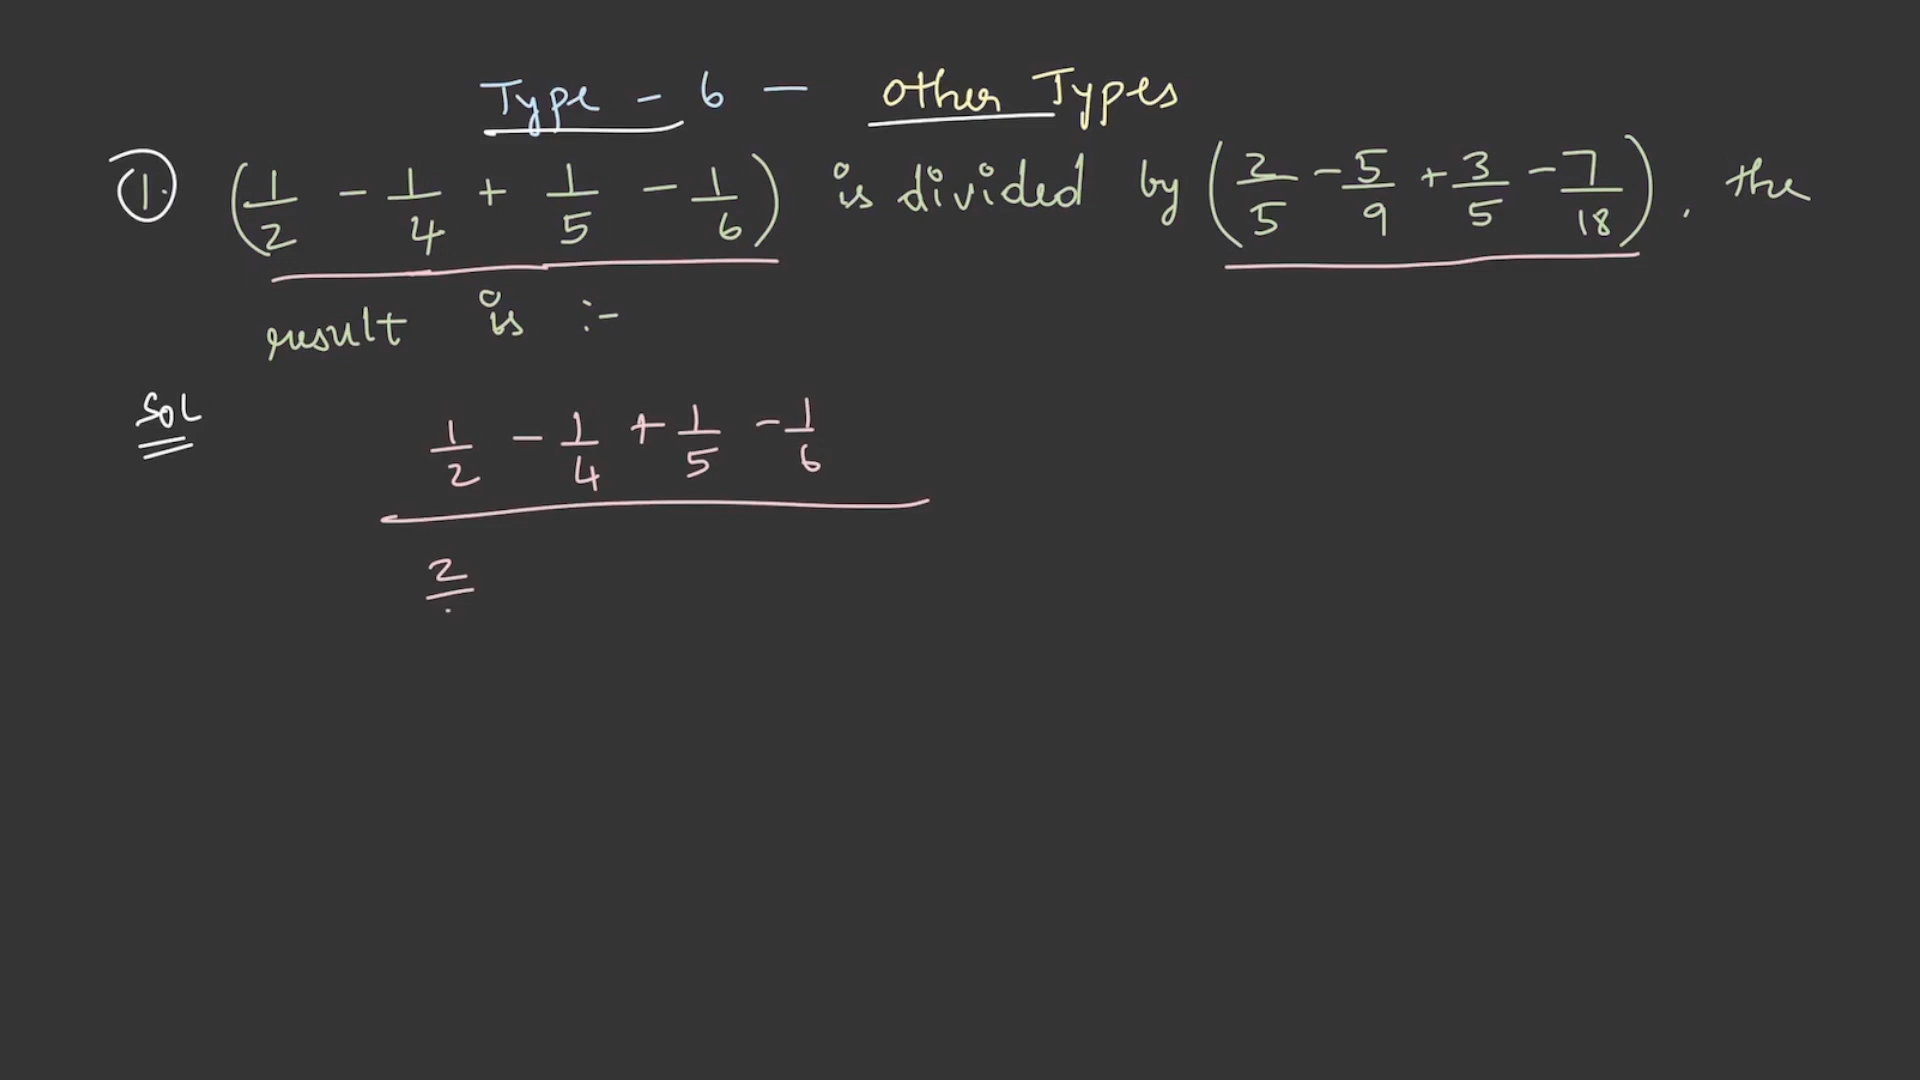 Type - 6 - Other Types
1. (1/2 - 1/4 + 1/5 - 1/6) is divided by (2/5 - 5/9 + 3/5 - 7/18), the
result is :-
Sol
1/2 - 1/4 + 1/5 - 1/6
2